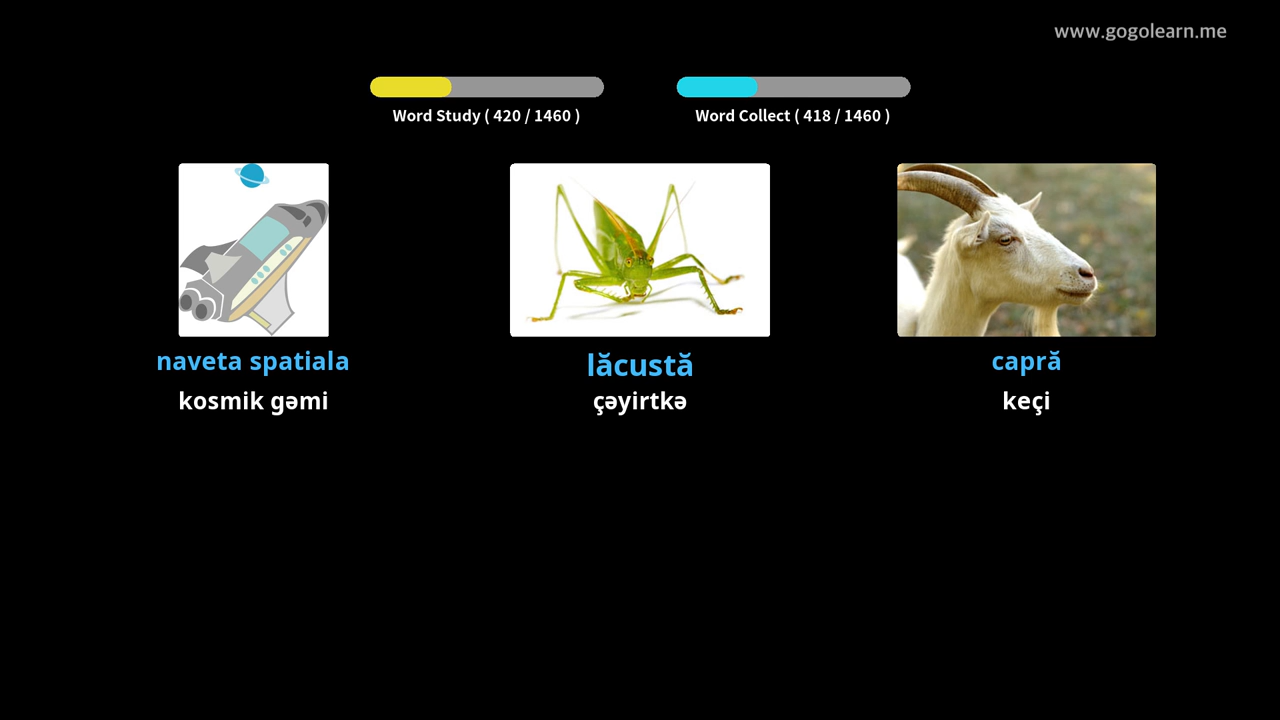 www.gogolearn.me
Word Study ( 420 / 1460 )
Word Collect ( 418 / 1460 )
naveta spatiala
lăcustă
capră
kosmik gəmi
çəyirtkə
keçi